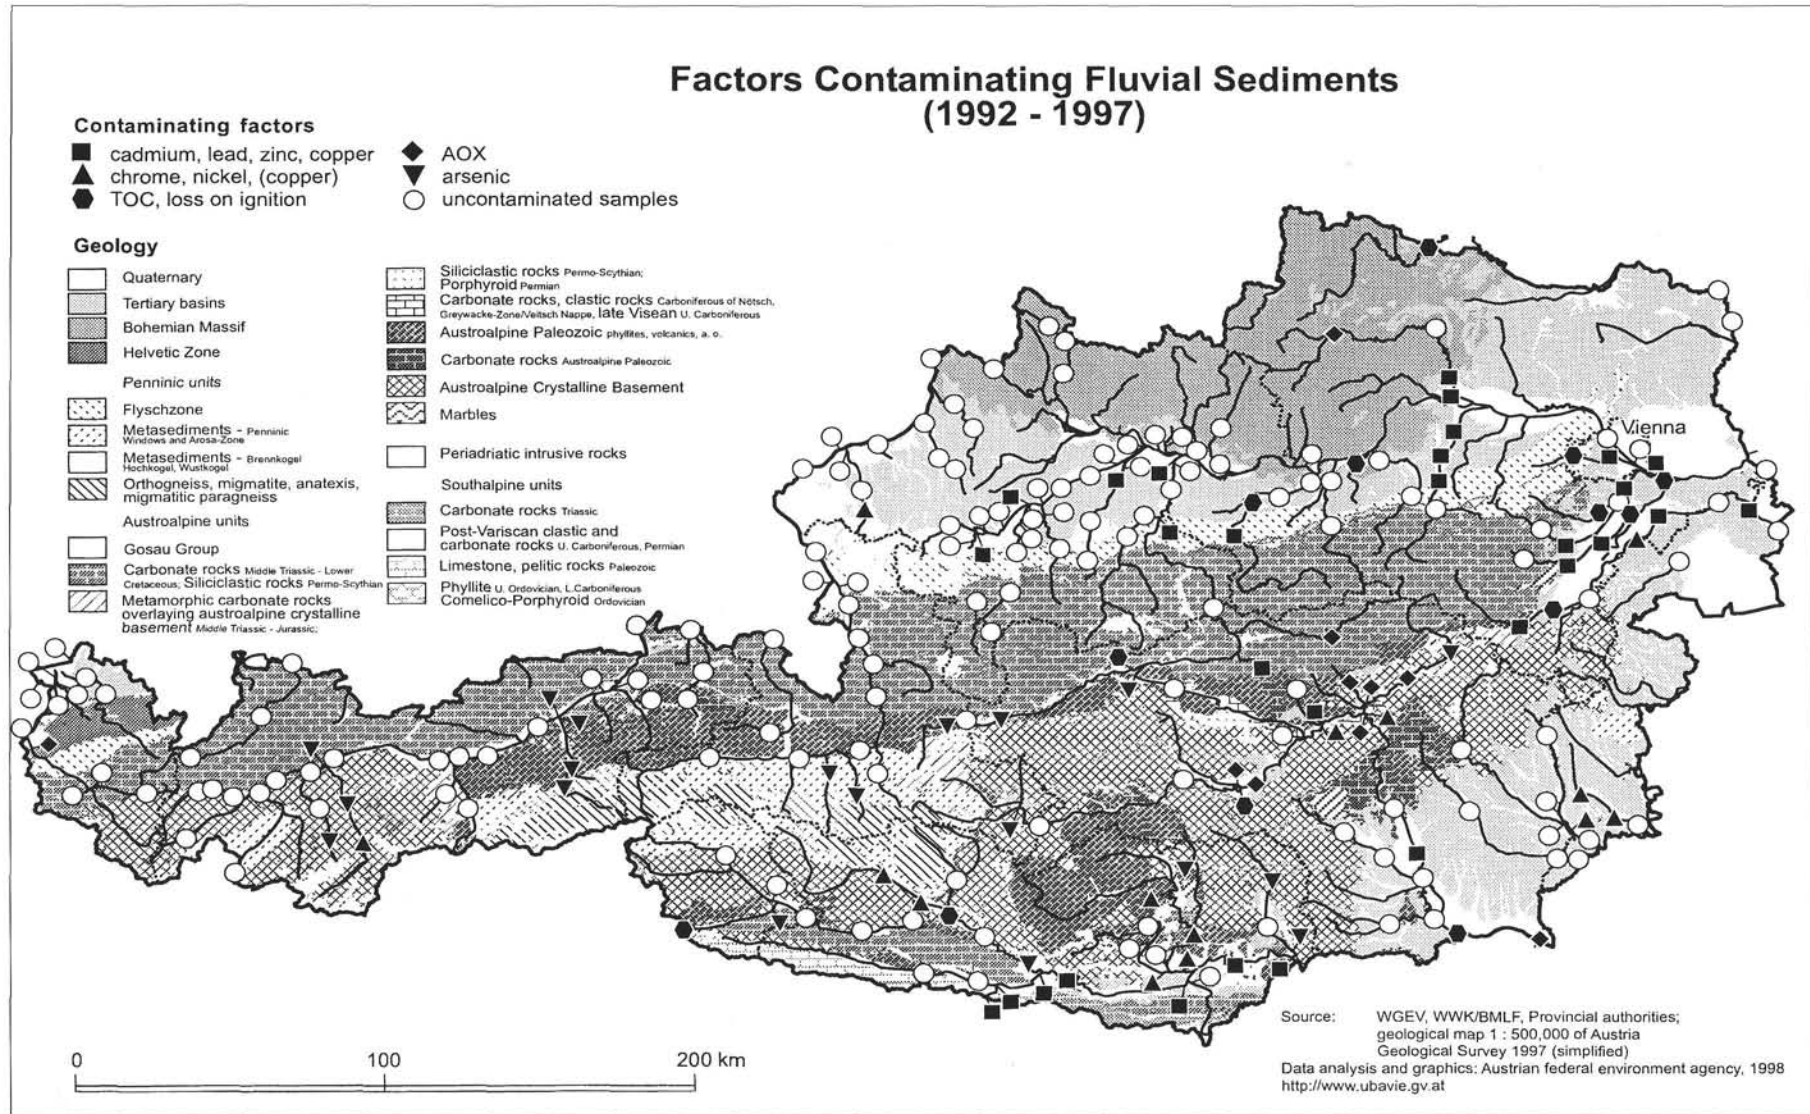 Factors Contaminating Fluvial Sediments
(1992 - 1997)
Contaminating factors
cadmium, lead, zinc, copper
chrome, nickel, (copper)
TOC, loss on ignition
AOX
arsenic
uncontaminated samples
Geology
Quaternary
Tertiary basins
Bohemian Massif
Helvetic Zone
Penninic units
Flyschzone
Metasediments - Penninic
Windows and Arosa-Zone
Metasediments - Brennkogel
Hochkogel, Wustkogel
Orthogneiss, migmatite, anatexis,
migmatitic paragneiss
Austroalpine units
Gosau Group
Carbonate rocks Middle Triassic - Lower
Cretaceous; Siliciclastic rocks Permo-Scythian
Metamorphic carbonate rocks
overlaying austroalpine crystalline
basement Middle Triassic - Jurassic;
Siliciclastic rocks Permo-Scythian;
Porphyroid Permian
Carbonate rocks, clastic rocks Carboniferous of Nötsch,
Greywacke-Zone/Veitsch Nappe, late Visean U. Carboniferous
Austroalpine Paleozoic phyllites, volcanics, a. o.
Carbonate rocks Austroalpine Paleozoic
Austroalpine Crystalline Basement
Marbles
Periadriatic intrusive rocks
Southalpine units
Carbonate rocks Triassic
Post-Variscan clastic and
carbonate rocks U. Carboniferous, Permian
Limestone, pelitic rocks Paleozoic
Phyllite U. Ordovician, L.Carboniferous
Comelico-Porphyroid Ordovician
Vienna
0 100 200 km
Source: WGEV, WWK/BMLF, Provincial authorities;
geological map 1 : 500,000 of Austria
Geological Survey 1997 (simplified)
Data analysis and graphics: Austrian federal environment agency, 1998
http://www.ubavie.gv.at